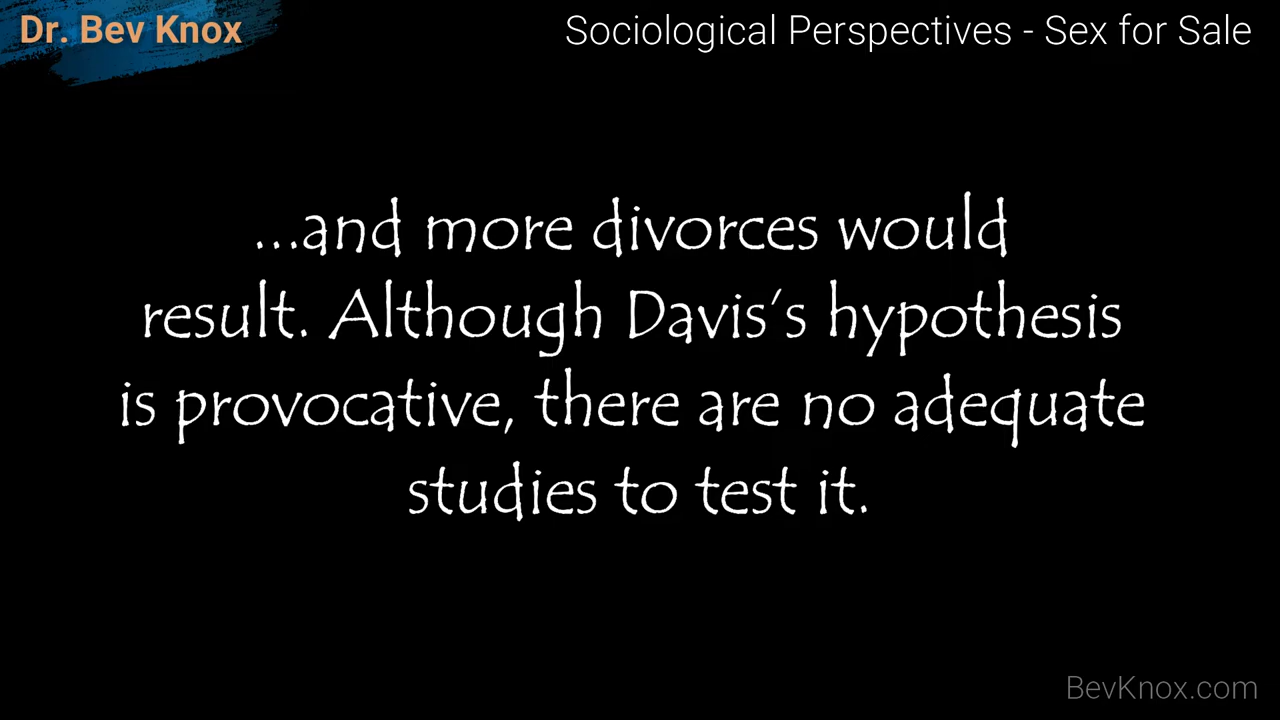 Dr. Bev Knox
Sociological Perspectives - Sex for Sale
...and more divorces would
result. Although Davis’s hypothesis
is provocative, there are no adequate
studies to test it.
BevKnox.com